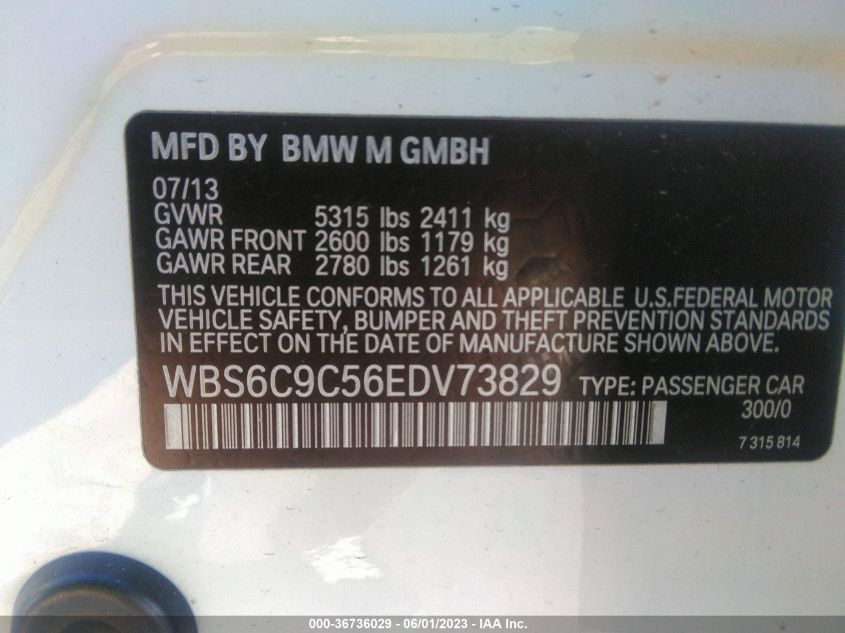 MFD BY BMW M GMBH
07/13
GVWR 5315 lbs 2411 kg
GAWR FRONT 2600 lbs 1179 kg
GAWR REAR 2780 lbs 1261 kg
THIS VEHICLE CONFORMS TO ALL APPLICABLE U.S.FEDERAL MOTOR
VEHICLE SAFETY, BUMPER AND THEFT PREVENTION STANDARDS
IN EFFECT ON THE DATE OF MANUFACTURE SHOWN ABOVE.
WBS6C9C56EDV73829 TYPE: PASSENGER CAR
300/0
7 315 814
000-36736029 - 06/01/2023 - IAA Inc.